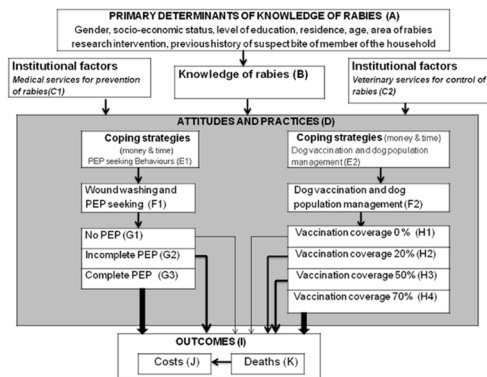 PRIMARY DETERMINANTS OF KNOWLEDGE OF RABIES (A)
Gender, socio-economic status, level of education, residence, age, area of rabies
research intervention, previous history of suspect bite of member of the household
Institutional factors
Medical services for prevention
of rabies(C1)
Knowledge of rabies (B)
Institutional factors
Veterinary services for control of
rabies (C2)
ATTITUDES AND PRACTICES (D)
Coping strategies
(money & time)
PEP seeking Behaviours (E1)
Coping strategies (money & time)
Dog vaccination and dog population
management (E2)
Wound washing and
PEP seeking (F1)
Dog vaccination and dog
population management (F2)
No PEP (G1)
Incomplete PEP (G2)
Complete PEP (G3)
Vaccination coverage 0 % (H1)
Vaccination coverage 20% (H2)
Vaccination coverage 50% (H3)
Vaccination coverage 70% (H4)
OUTCOMES (I)
Costs (J)
Deaths (K)